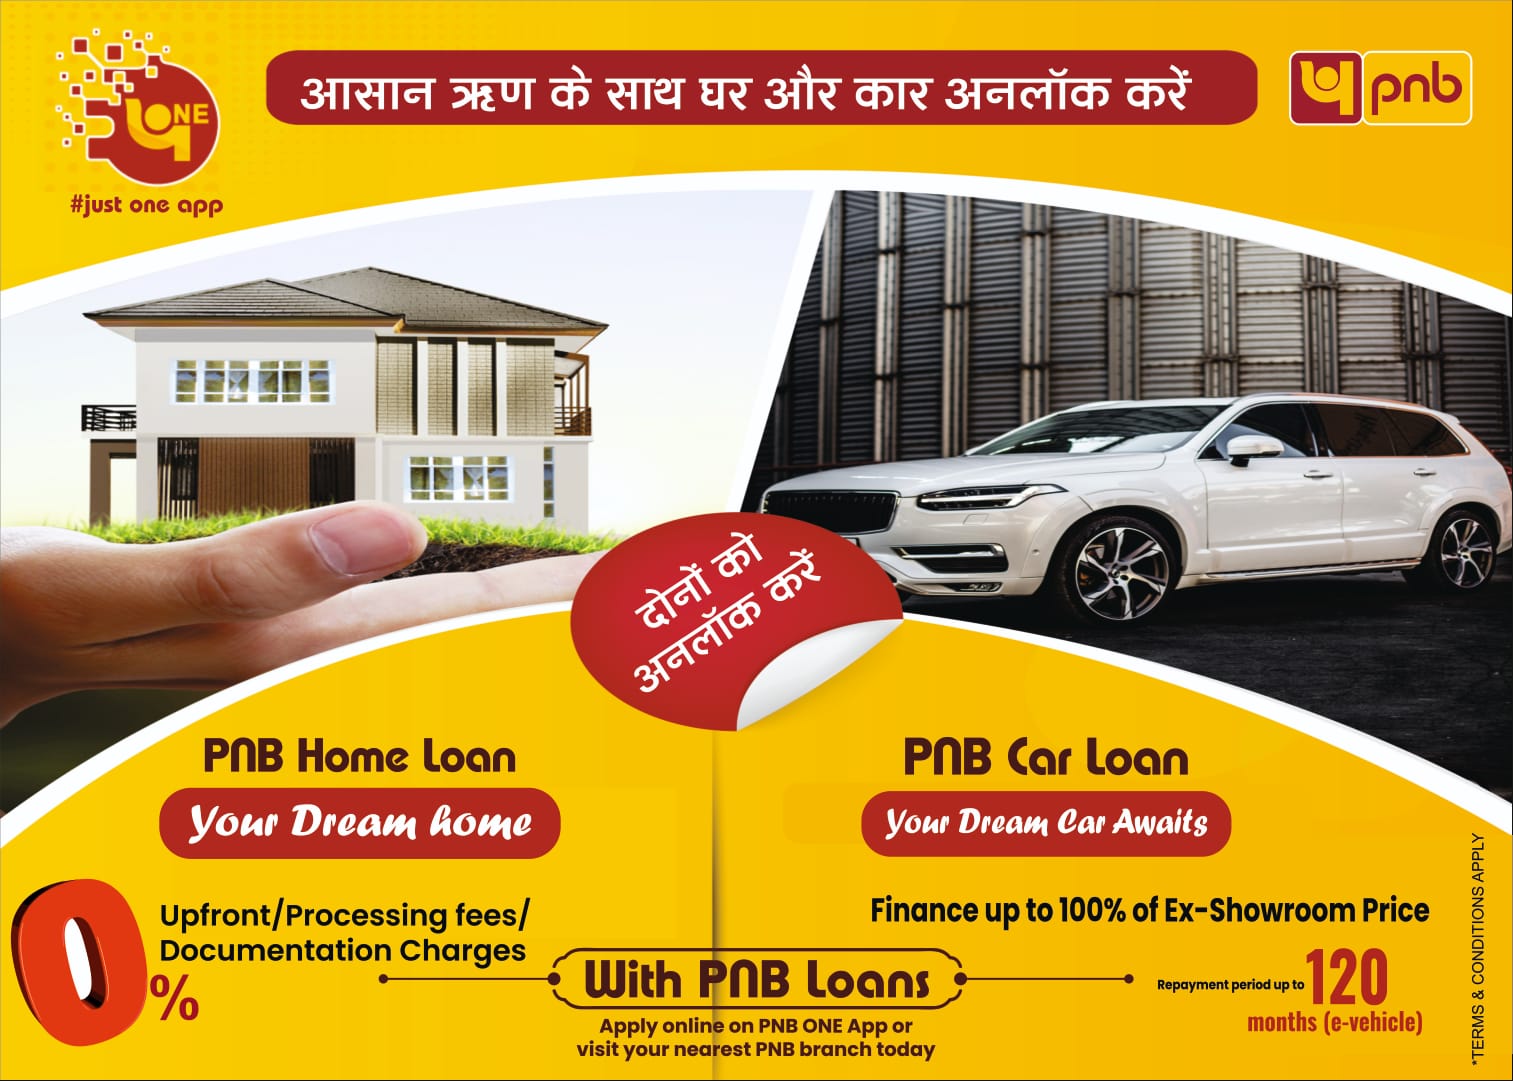 ONE
#just one app
आसान ऋण के साथ घर और कार अनलॉक करें
pnb
दोनों को
अनलॉक करें
PNB Home Loan
Your Dream home
0%
Upfront/Processing fees/
Documentation Charges
PNB Car Loan
Your Dream Car Awaits
Finance up to 100% of Ex-Showroom Price
Repayment period up to 120
months (e-vehicle)
With PNB Loans
Apply online on PNB ONE App or
visit your nearest PNB branch today
*TERMS & CONDITIONS APPLY